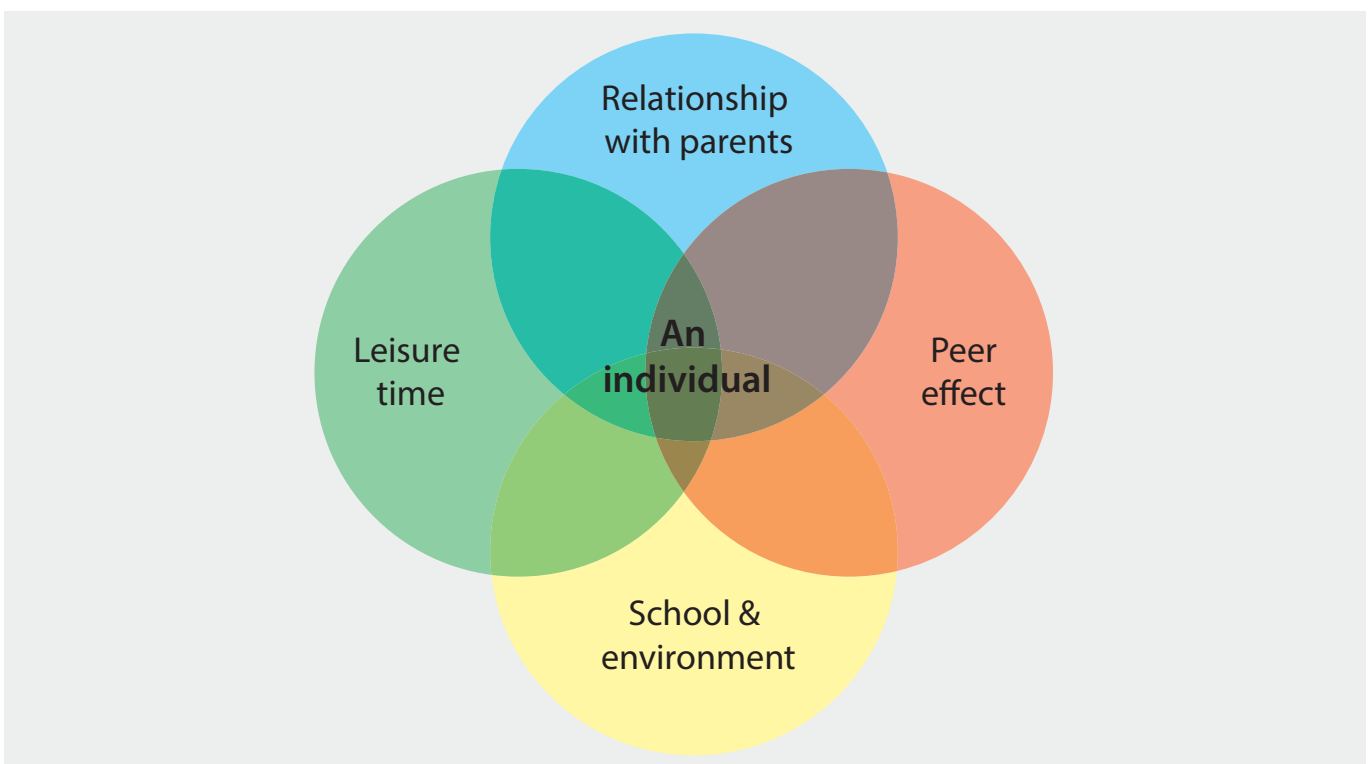 Relationship
with parents
An
individual
Leisure
time
Peer
effect
School &
environment